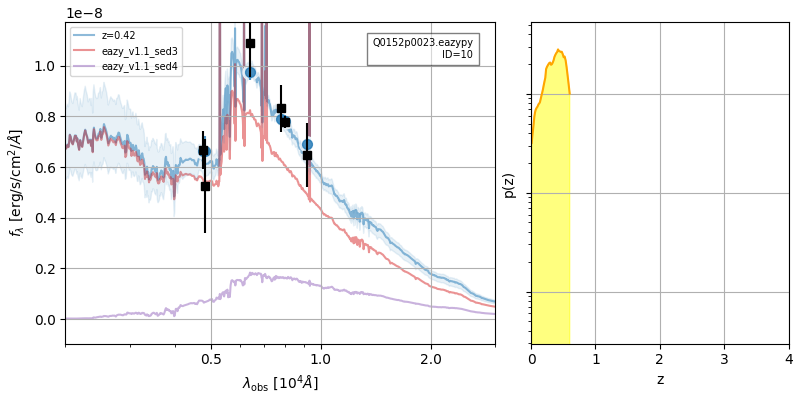 1e−8
z=0.42
eazy_v1.1_sed3
eazy_v1.1_sed4
Q0152p0023.eazypy
ID=10
1.0
0.8
0.6
0.4
0.2
0.0
fλ [erg/s/cm²/Å]
0.5
1.0
2.0
λobs [10⁴Å]
p(z)
0
1
2
3
4
z